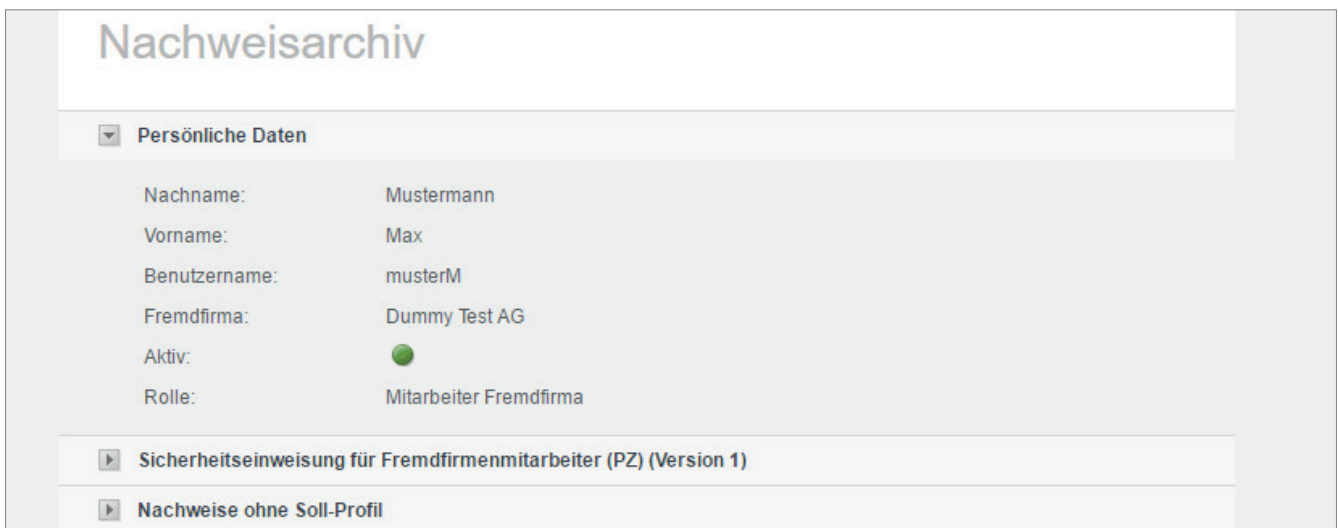 Nachweisarchiv
Persönliche Daten
Nachname: Mustermann
Vorname: Max
Benutzername: musterM
Fremdfirma: Dummy Test AG
Aktiv:
Rolle: Mitarbeiter Fremdfirma
Sicherheitseinweisung für Fremdfirmenmitarbeiter (PZ) (Version 1)
Nachweise ohne Soll-Profil